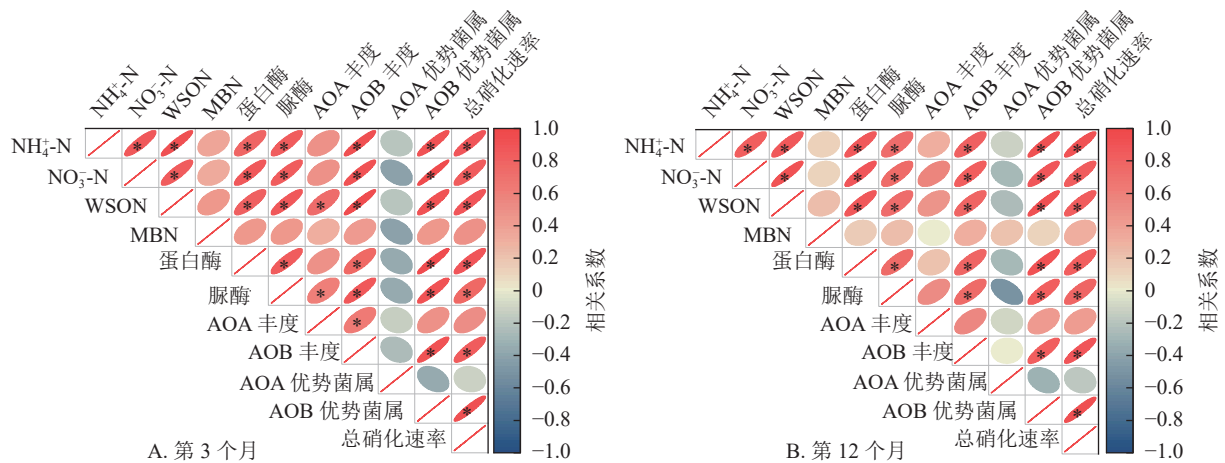 A.
NH₄⁺-N
NO₃⁻-N
WSON
MBN
蛋白酶
脲酶
AOA 丰度
AOB 丰度
AOA 优势菌属
AOB 优势菌属
总硝化速率
NH₄⁺-N
NO₃⁻-N
WSON
MBN
蛋白酶
脲酶
AOA 丰度
AOB 丰度
AOA 优势菌属
AOB 优势菌属
总硝化速率
1.0
0.8
0.6
0.4
0.2
0
−0.2
−0.4
−0.6
−0.8
−1.0
相关系数
A. 第 3 个月
B.
NH₄⁺-N
NO₃⁻-N
WSON
MBN
蛋白酶
脲酶
AOA 丰度
AOB 丰度
AOA 优势菌属
AOB 优势菌属
总硝化速率
NH₄⁺-N
NO₃⁻-N
WSON
MBN
蛋白酶
脲酶
AOA 丰度
AOB 丰度
AOA 优势菌属
AOB 优势菌属
总硝化速率
1.0
0.8
0.6
0.4
0.2
0
−0.2
−0.4
−0.6
−0.8
−1.0
相关系数
B. 第 12 个月